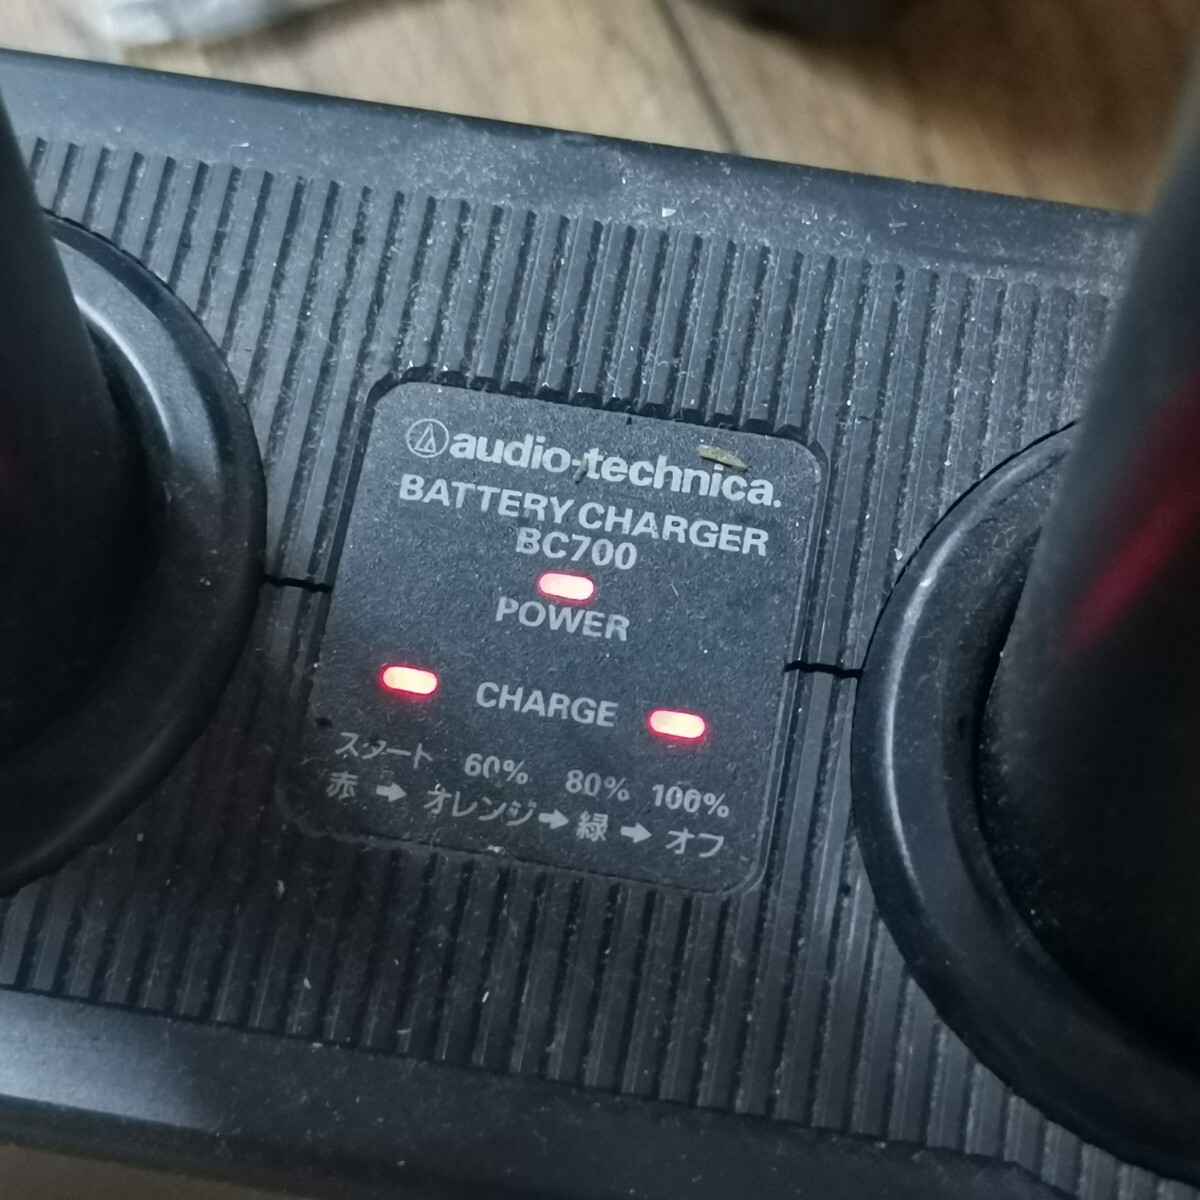 audio-technica.
BATTERY CHARGER
BC700
POWER
CHARGE
スタート 60% 80% 100%
赤 ➡ オレンジ ➡ 緑 ➡ オフ